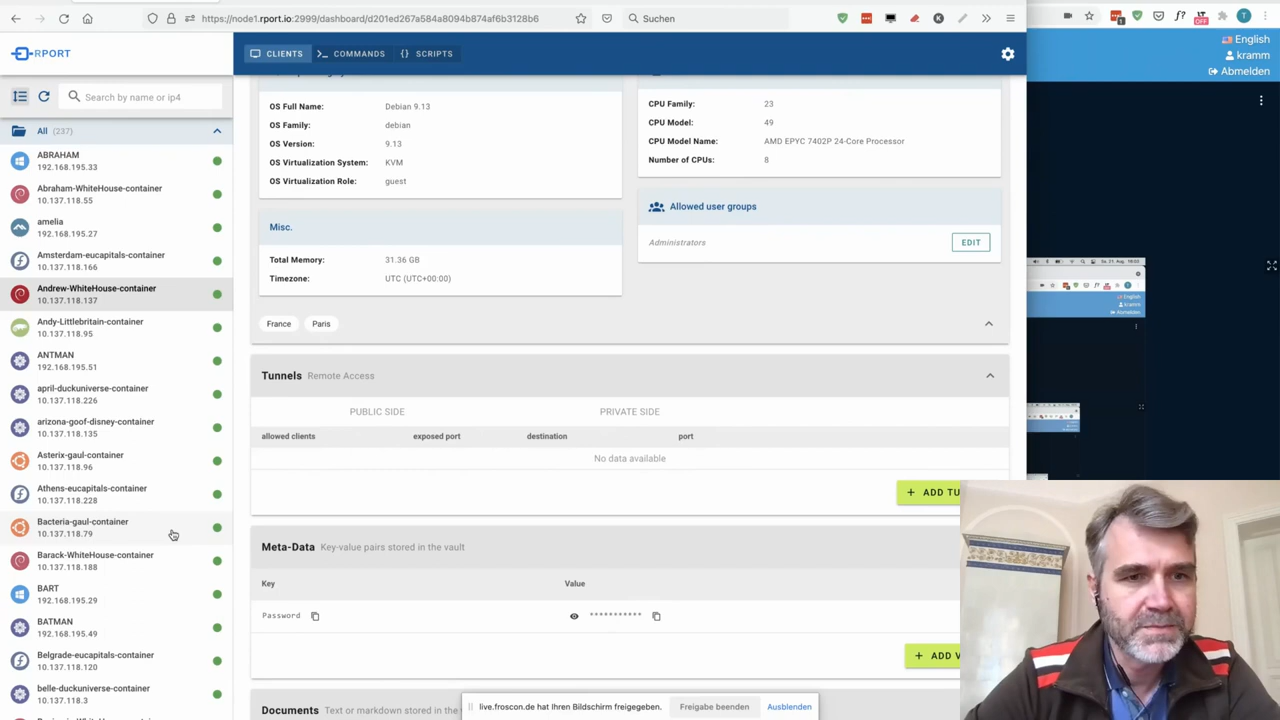 https://node1.rport.io:2999/dashboard/d201ed267a584a8094b874af6b3128b6
Suchen
RPORT
CLIENTS
COMMANDS
{} SCRIPTS
English
kramm
Abmelden
Search by name or ip4
All (237)
ABRAHAM
192.168.195.33
Abraham-WhiteHouse-container
10.137.118.55
amelia
192.168.195.27
Amsterdam-eucapitals-container
10.137.118.166
Andrew-WhiteHouse-container
10.137.118.137
Andy-Littlebritain-container
10.137.118.95
ANTMAN
192.168.195.51
april-duckuniverse-container
10.137.118.226
arizona-goof-disney-container
10.137.118.135
Asterix-gaul-container
10.137.118.96
Athens-eucapitals-container
10.137.118.228
Bacteria-gaul-container
10.137.118.79
Barack-WhiteHouse-container
10.137.118.188
BART
192.168.195.29
BATMAN
192.168.195.49
Belgrade-eucapitals-container
10.137.118.120
belle-duckuniverse-container
10.137.118.3
OS Full Name: Debian 9.13
OS Family: debian
OS Version: 9.13
OS Virtualization System: KVM
OS Virtualization Role: guest
CPU Family: 23
CPU Model: 49
CPU Model Name: AMD EPYC 7402P 24-Core Processor
Number of CPUs: 8
Misc.
Total Memory: 31.36 GB
Timezone: UTC (UTC+00:00)
Allowed user groups
Administrators
EDIT
France
Paris
Tunnels Remote Access
PUBLIC SIDE PRIVATE SIDE
allowed clients exposed port destination port
No data available
+ ADD TU
Meta-Data Key-value pairs stored in the vault
Key Value
Password ***********
+ ADD V
Documents Text or markdown stored in the
live.froscon.de hat Ihren Bildschirm freigegeben.
Freigabe beenden
Ausblenden